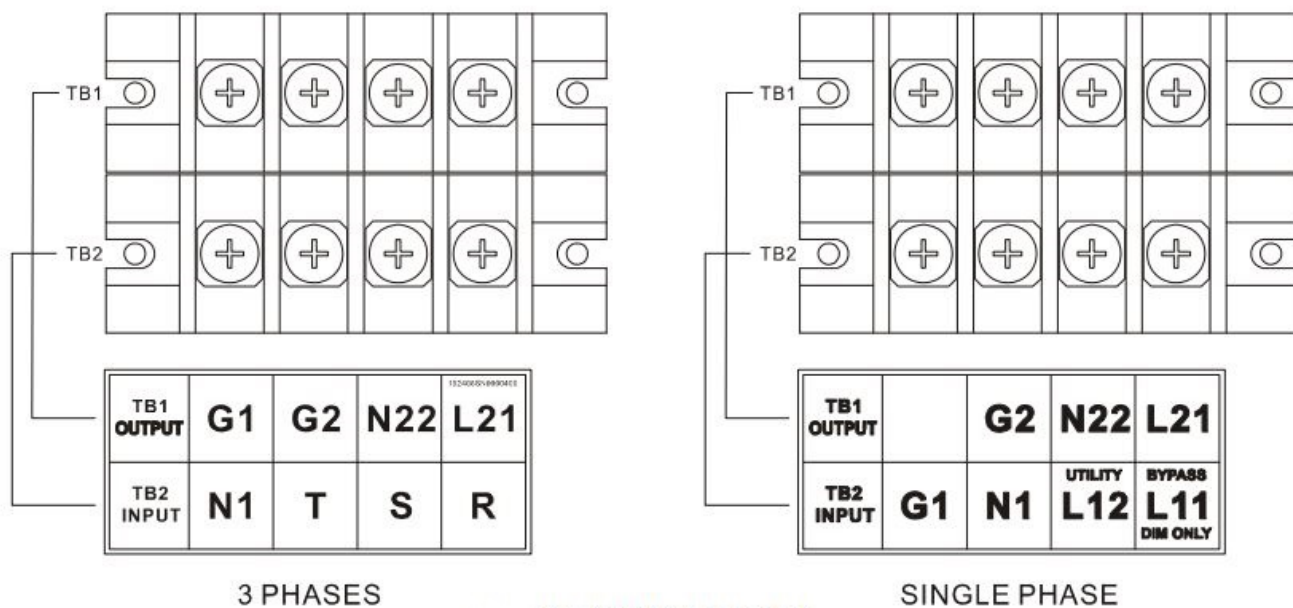 TB1
TB2
TB1
OUTPUT
G1
G2
N22
L21
TB2
INPUT
N1
T
S
R
3 PHASES
TB1
TB2
TB1
OUTPUT
G2
N22
L21
TB2
INPUT
G1
N1
UTILITY
L12
BYPASS
L11
DIM ONLY
SINGLE PHASE